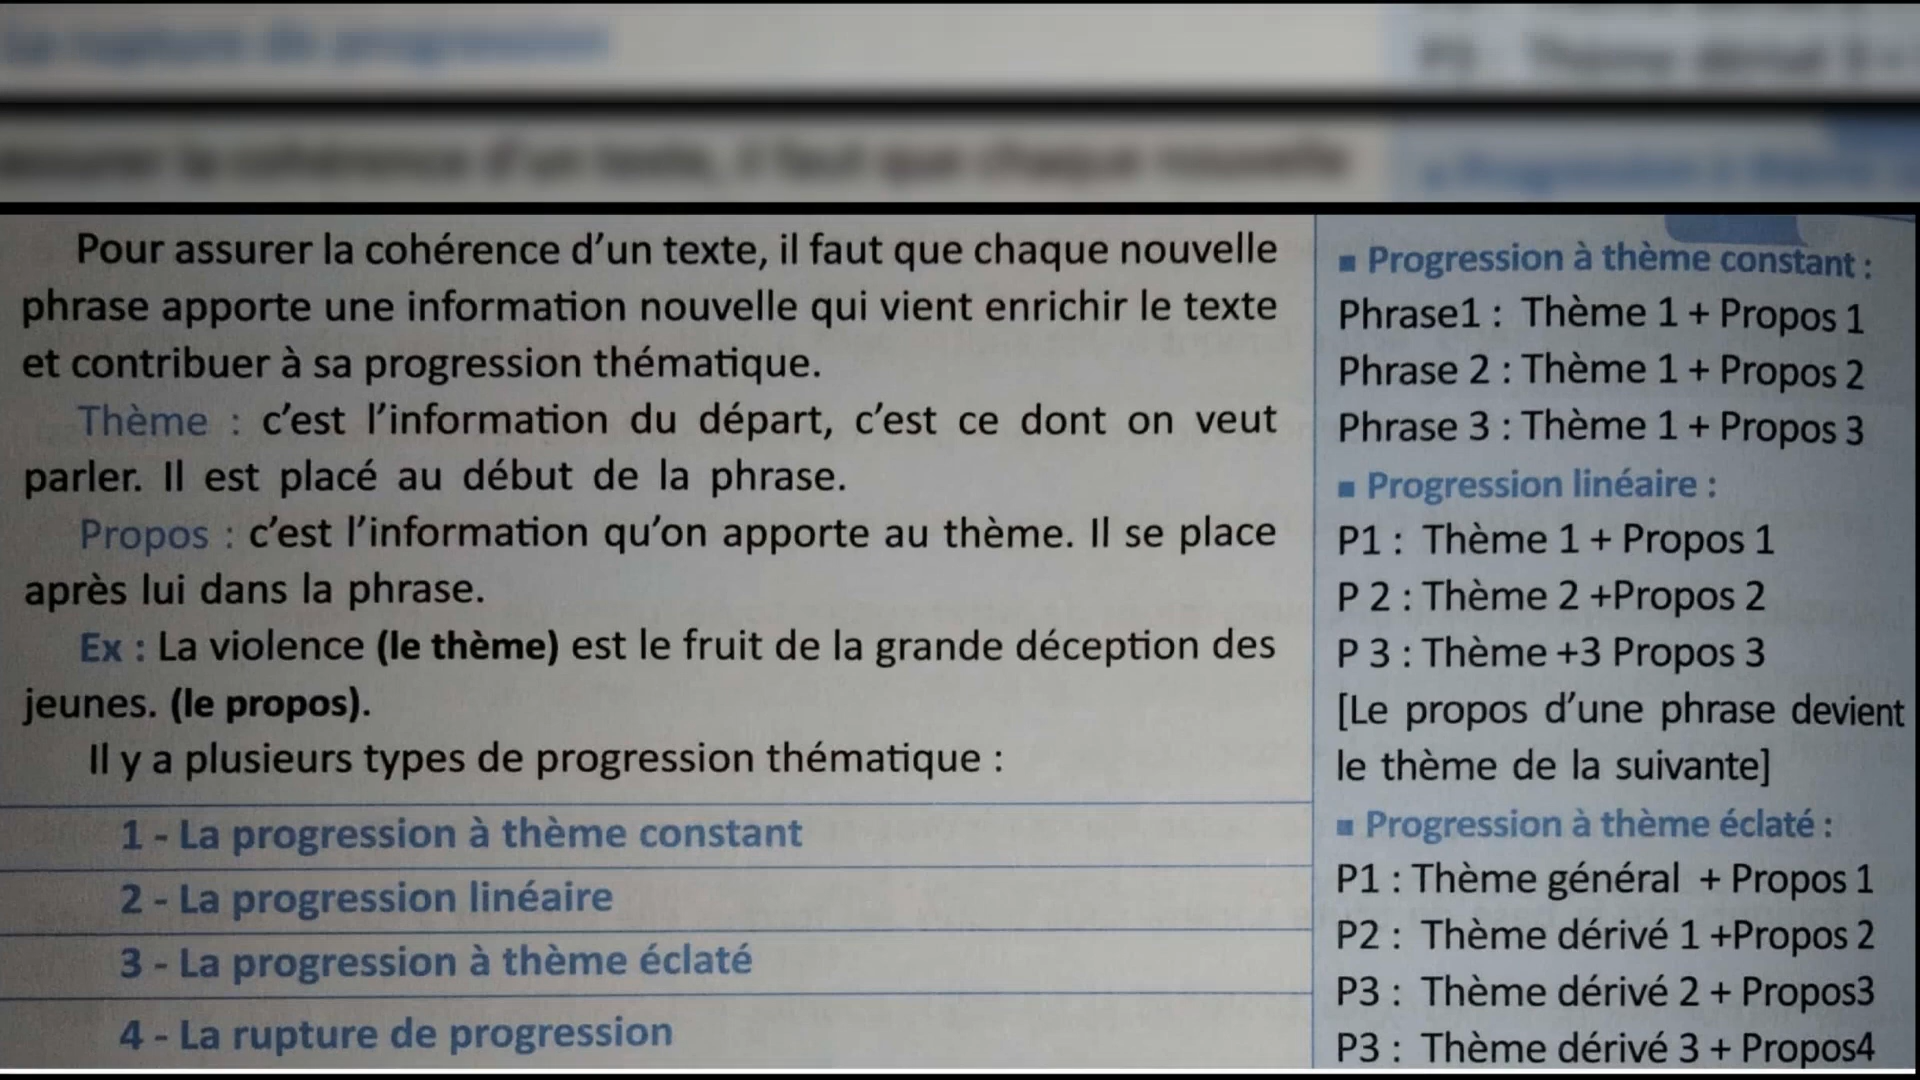 Pour assurer la cohérence d’un texte, il faut que chaque nouvelle
phrase apporte une information nouvelle qui vient enrichir le texte
et contribuer à sa progression thématique.
Thème : c’est l’information du départ, c’est ce dont on veut
parler. Il est placé au début de la phrase.
Propos : c’est l’information qu’on apporte au thème. Il se place
après lui dans la phrase.
Ex : La violence (le thème) est le fruit de la grande déception des
jeunes. (le propos).
Il y a plusieurs types de progression thématique :
1 - La progression à thème constant
2 - La progression linéaire
3 - La progression à thème éclaté
4 - La rupture de progression
▪ Progression à thème constant :
Phrase1 : Thème 1 + Propos 1
Phrase 2 : Thème 1 + Propos 2
Phrase 3 : Thème 1 + Propos 3
▪ Progression linéaire :
P1 : Thème 1 + Propos 1
P 2 : Thème 2 +Propos 2
P 3 : Thème +3 Propos 3
[Le propos d’une phrase devient
le thème de la suivante]
▪ Progression à thème éclaté :
P1 : Thème général + Propos 1
P2 : Thème dérivé 1 +Propos 2
P3 : Thème dérivé 2 + Propos3
P3 : Thème dérivé 3 + Propos4